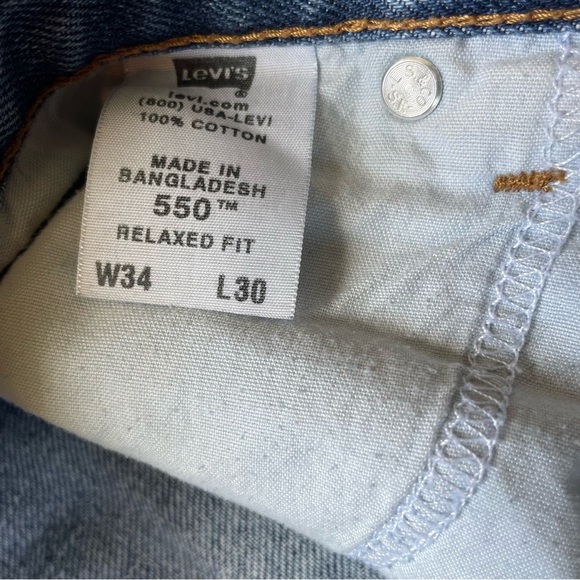 Levi's
®
levi.com
(800) USA-LEVI
100% COTTON
MADE IN
BANGLADESH
550™
RELAXED FIT
W34 L30